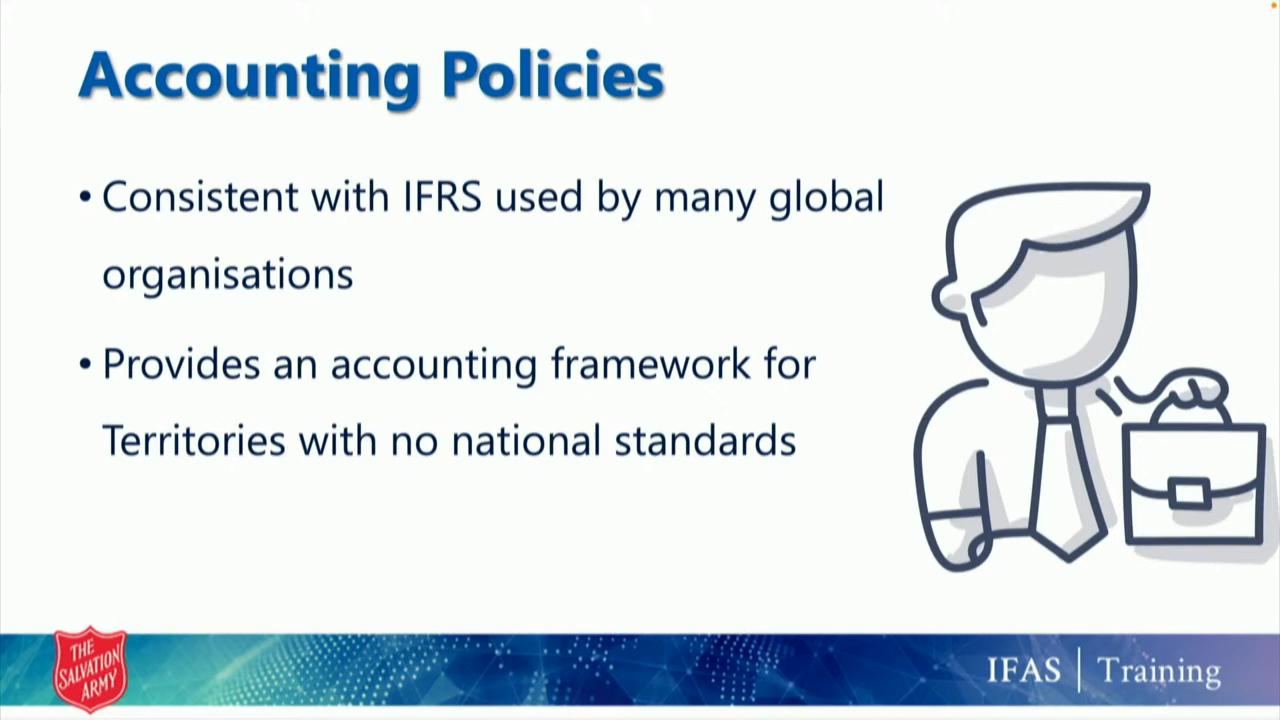 Accounting Policies
• Consistent with IFRS used by many global
organisations
• Provides an accounting framework for
Territories with no national standards
THE
SALVATION
ARMY
IFAS | Training